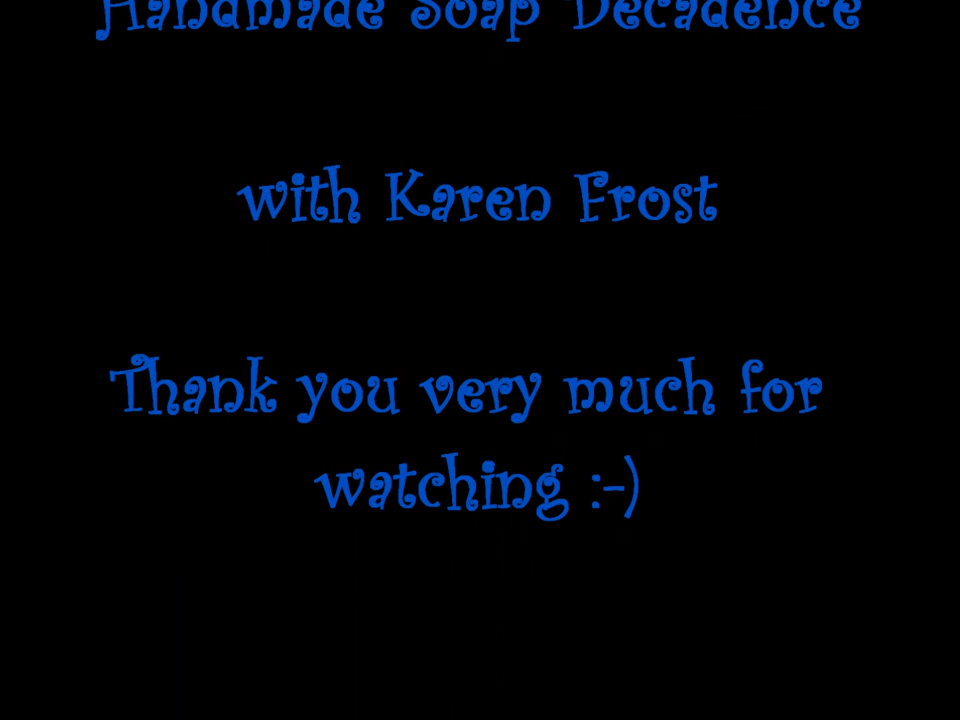 Handmade Soap Decadence
with Karen Frost
Thank you very much for
watching :-)